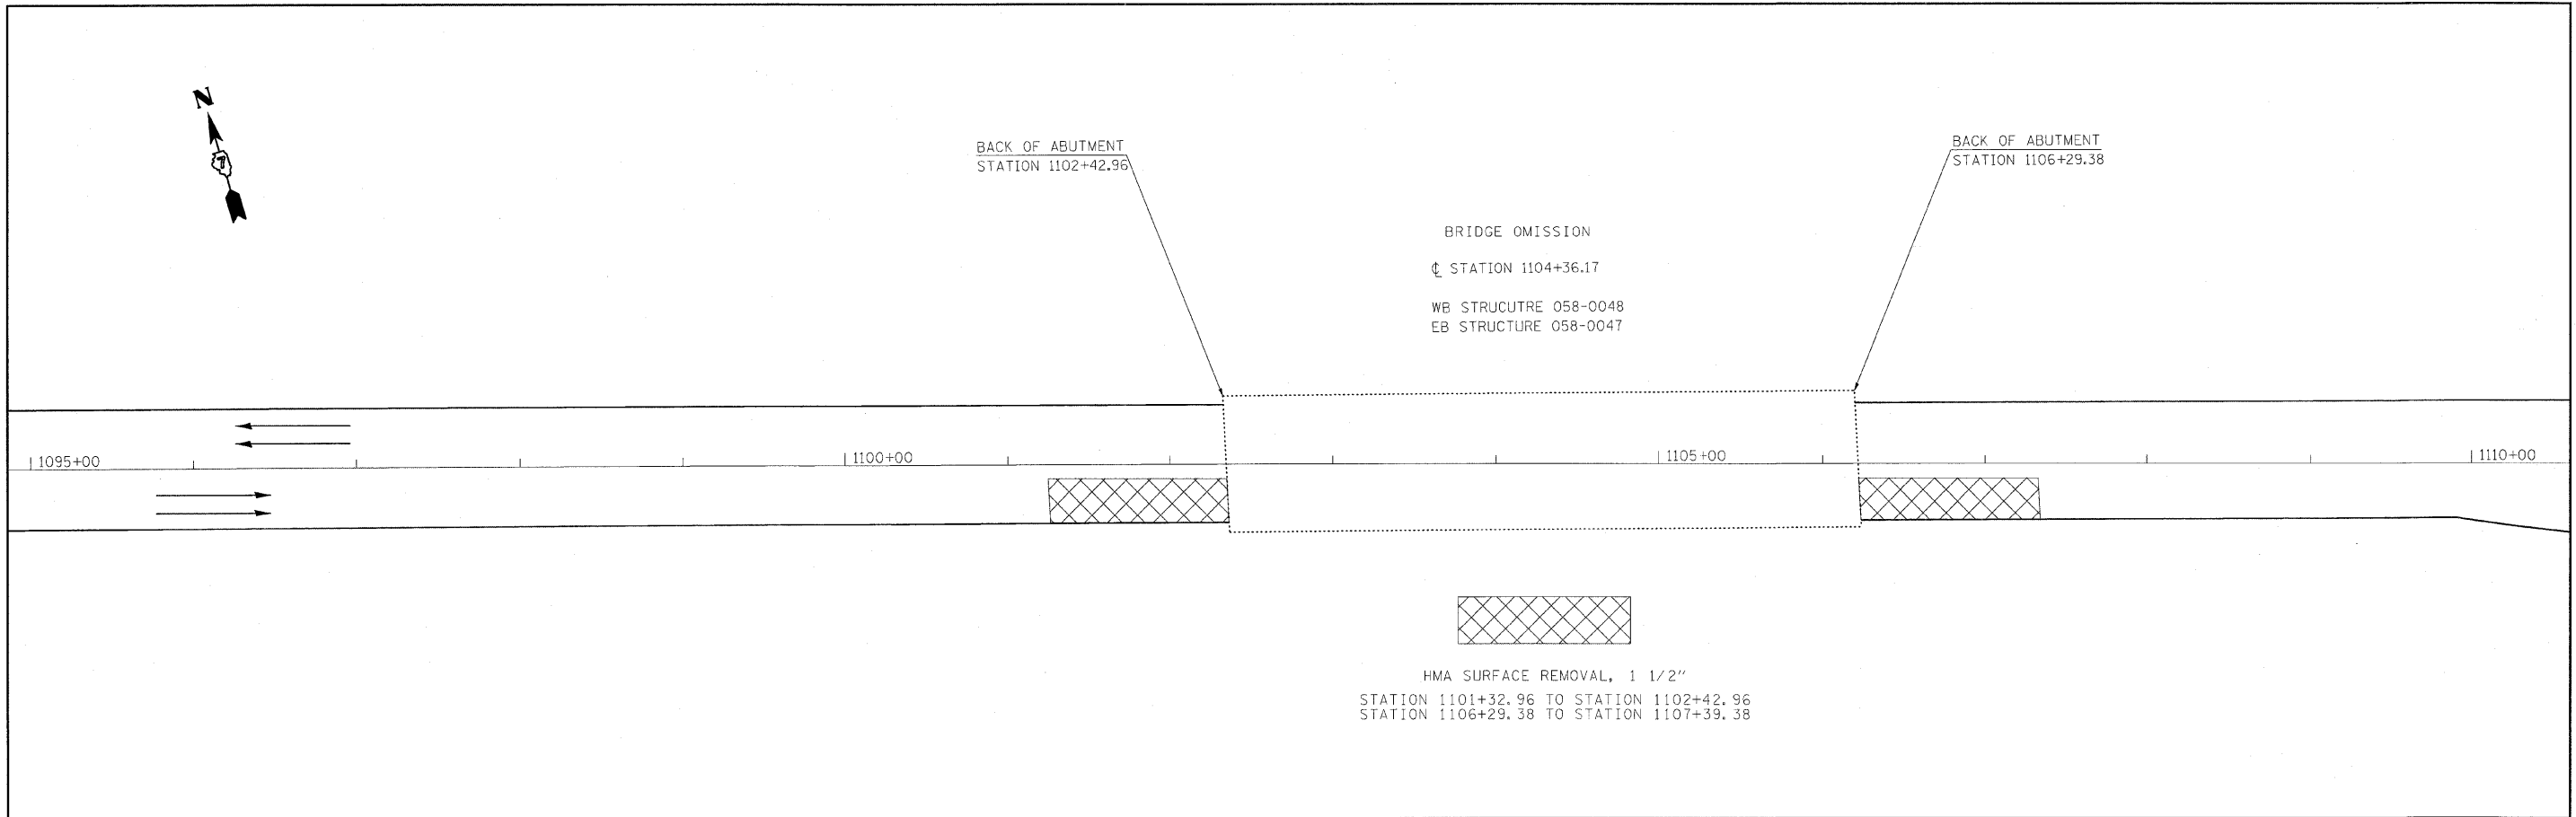 N
7
BACK OF ABUTMENT
STATION 1102+42.96
BACK OF ABUTMENT
STATION 1106+29.38
BRIDGE OMISSION
℄ STATION 1104+36.17
WB STRUCUTRE 058-0048
EB STRUCTURE 058-0047
1095+00
1100+00
1105+00
1110+00
HMA SURFACE REMOVAL, 1 1/2"
STATION 1101+32.96 TO STATION 1102+42.96
STATION 1106+29.38 TO STATION 1107+39.38